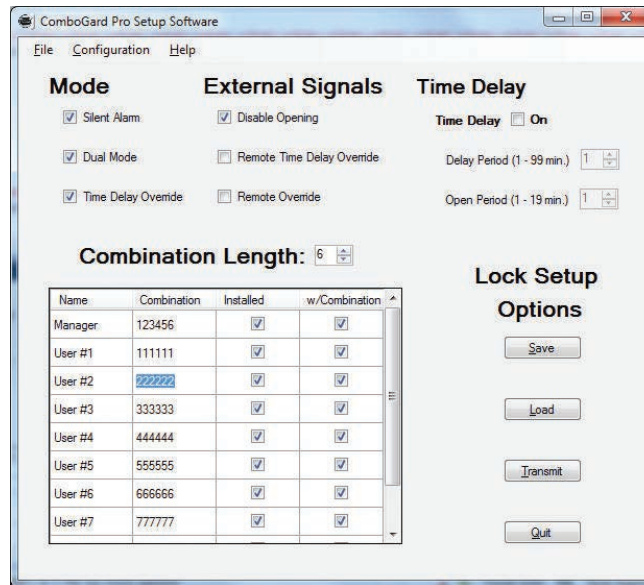 ComboGard Pro Setup Software
File Configuration Help
Mode External Signals Time Delay
Silent Alarm Disable Opening Time Delay On
Dual Mode Remote Time Delay Override Delay Period (1 - 99 min.) 1
Time Delay Override Remote Override Open Period (1 - 19 min.) 1
Combination Length: 6
Lock Setup
Options
Name Combination Installed w/Combination
Manager 123456
User #1 111111
User #2 222222
User #3 333333
User #4 444444
User #5 555555
User #6 666666
User #7 777777
Save
Load
Transmit
Quit